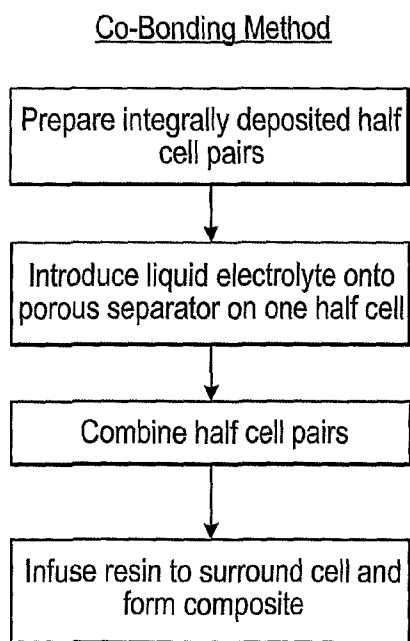 Co-Bonding Method
Prepare integrally deposited half
cell pairs
Introduce liquid electrolyte onto
porous separator on one half cell
Combine half cell pairs
Infuse resin to surround cell and
form composite